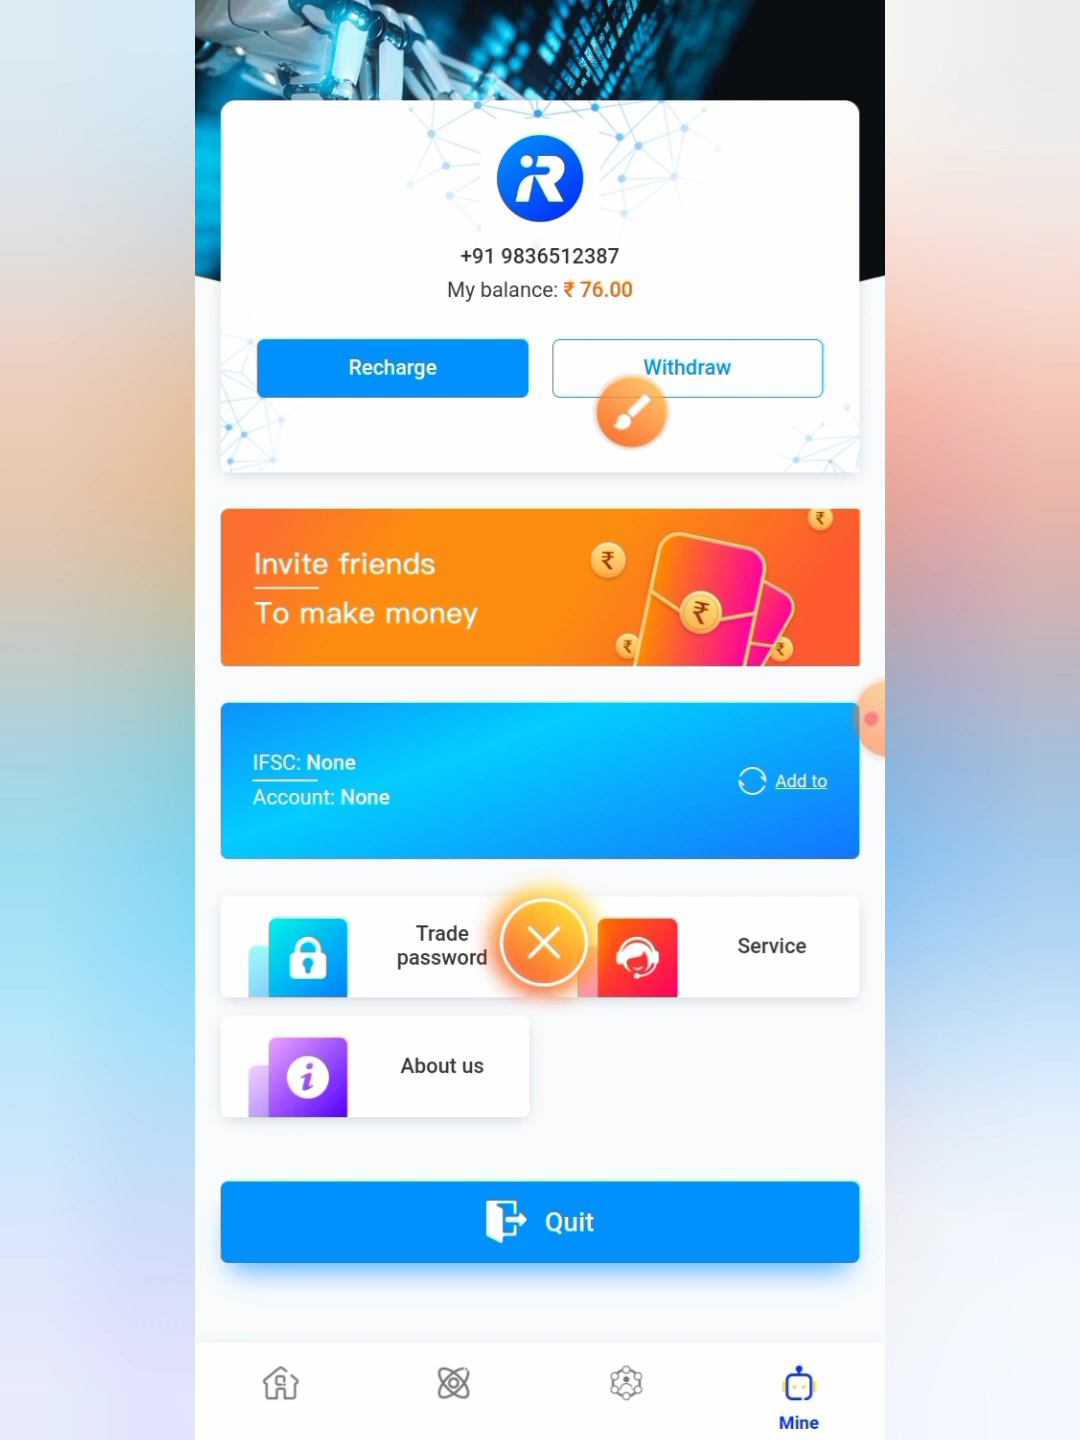 iR
+91 9836512387
My balance: ₹ 76.00
Recharge
Withdraw
Invite friends
To make money
IFSC: None
Account: None
Add to
Trade
password
Service
About us
Quit
Mine